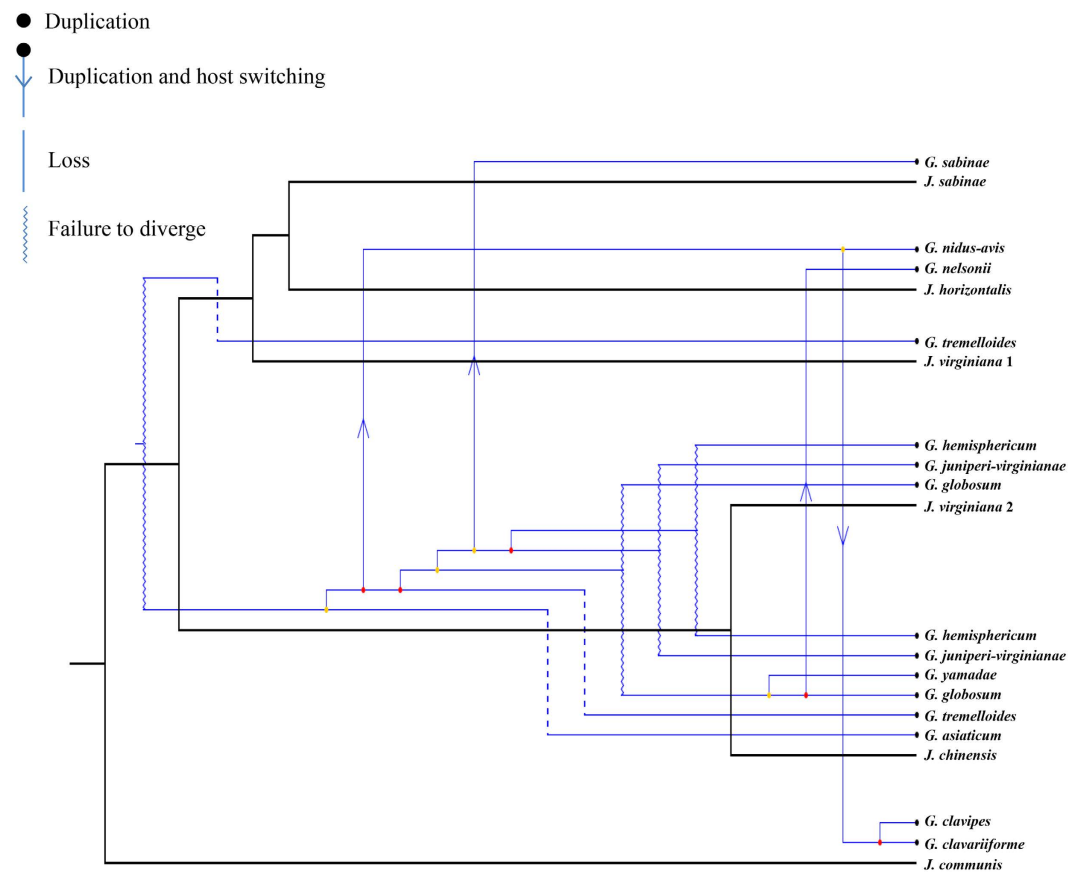 Duplication
Duplication and host switching
Loss
Failure to diverge
G. sabinae
J. sabinae
G. nidus-avis
G. nelsonii
J. horizontalis
G. tremelloides
J. virginiana 1
G. hemisphericum
G. juniperi-virginianae
G. globosum
J. virginiana 2
G. hemisphericum
G. juniperi-virginianae
G. yamadae
G. globosum
G. tremelloides
G. asiaticum
J. chinensis
G. clavipes
G. clavariiforme
J. communis